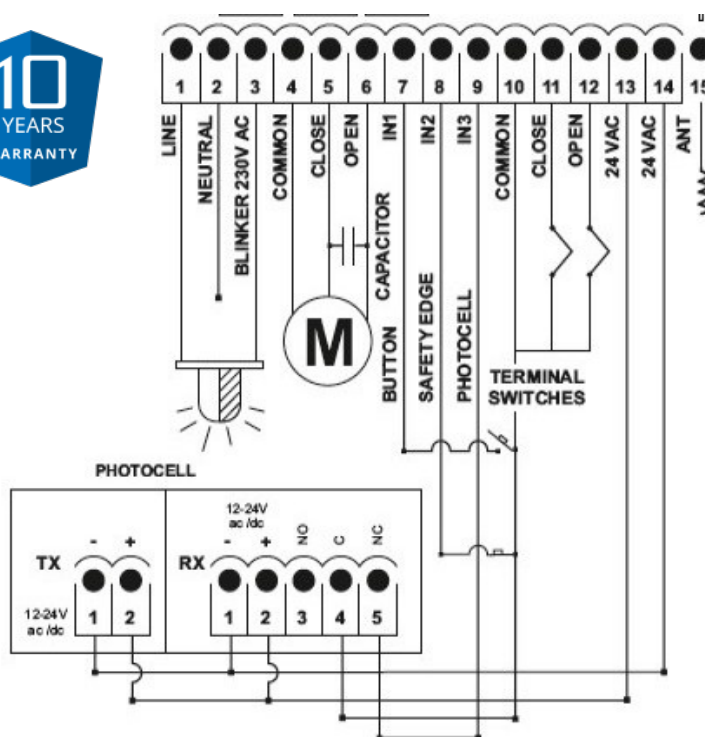 10
YEARS
ARRANTY
1 2 3 4 5 6 7 8 9 10 11 12 13 14 15
LINE
NEUTRAL
BLINKER 230V AC
COMMON
CLOSE
OPEN
IN1
IN2
IN3
COMMON
CLOSE
OPEN
24 VAC
24 VAC
ANT
CAPACITOR
BUTTON
SAFETY EDGE
PHOTOCELL
M
TERMINAL
SWITCHES
PHOTOCELL
TX
- +
12-24V
ac /dc
1 2
RX
12-24V
ac /dc
- + NO C NC
1 2 3 4 5